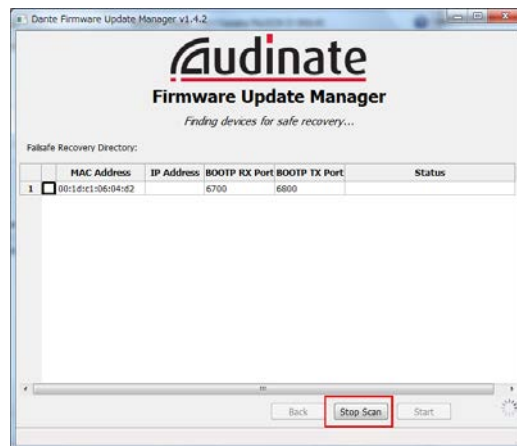 Dante Firmware Update Manager v1.4.2
Audinate
Firmware Update Manager
Finding devices for safe recovery...
Failsafe Recovery Directory:
MAC Address IP Address BOOTP RX Port BOOTP TX Port Status
1 00:1d:c1:06:04:d2 6700 6800
Back Stop Scan Start